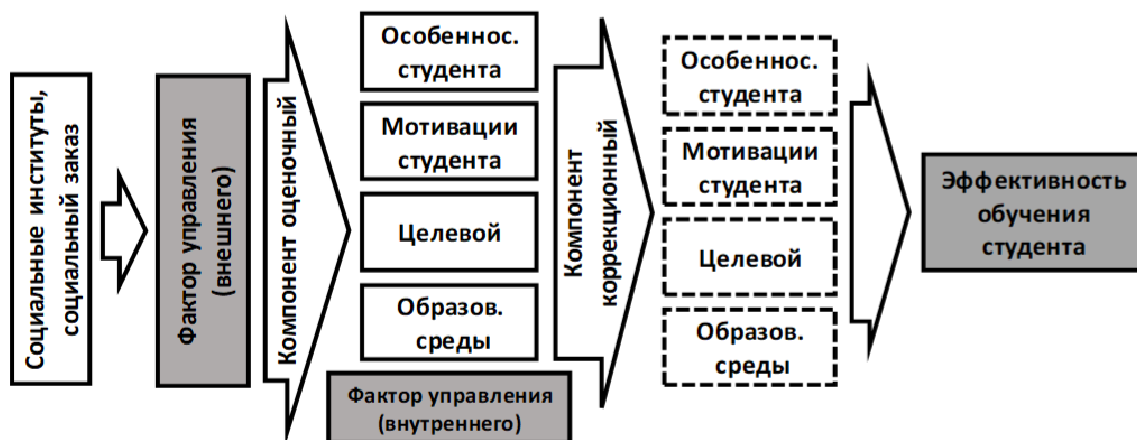 Социальные институты,
социальный заказ
Фактор управления
(внешнего)
Компонент оценочный
Особеннос.
студента
Мотивации
студента
Целевой
Образов.
среды
Фактор управления
(внутреннего)
Компонент
коррекционный
Особеннос.
студента
Мотивации
студента
Целевой
Образов.
среды
Эффективность
обучения
студента